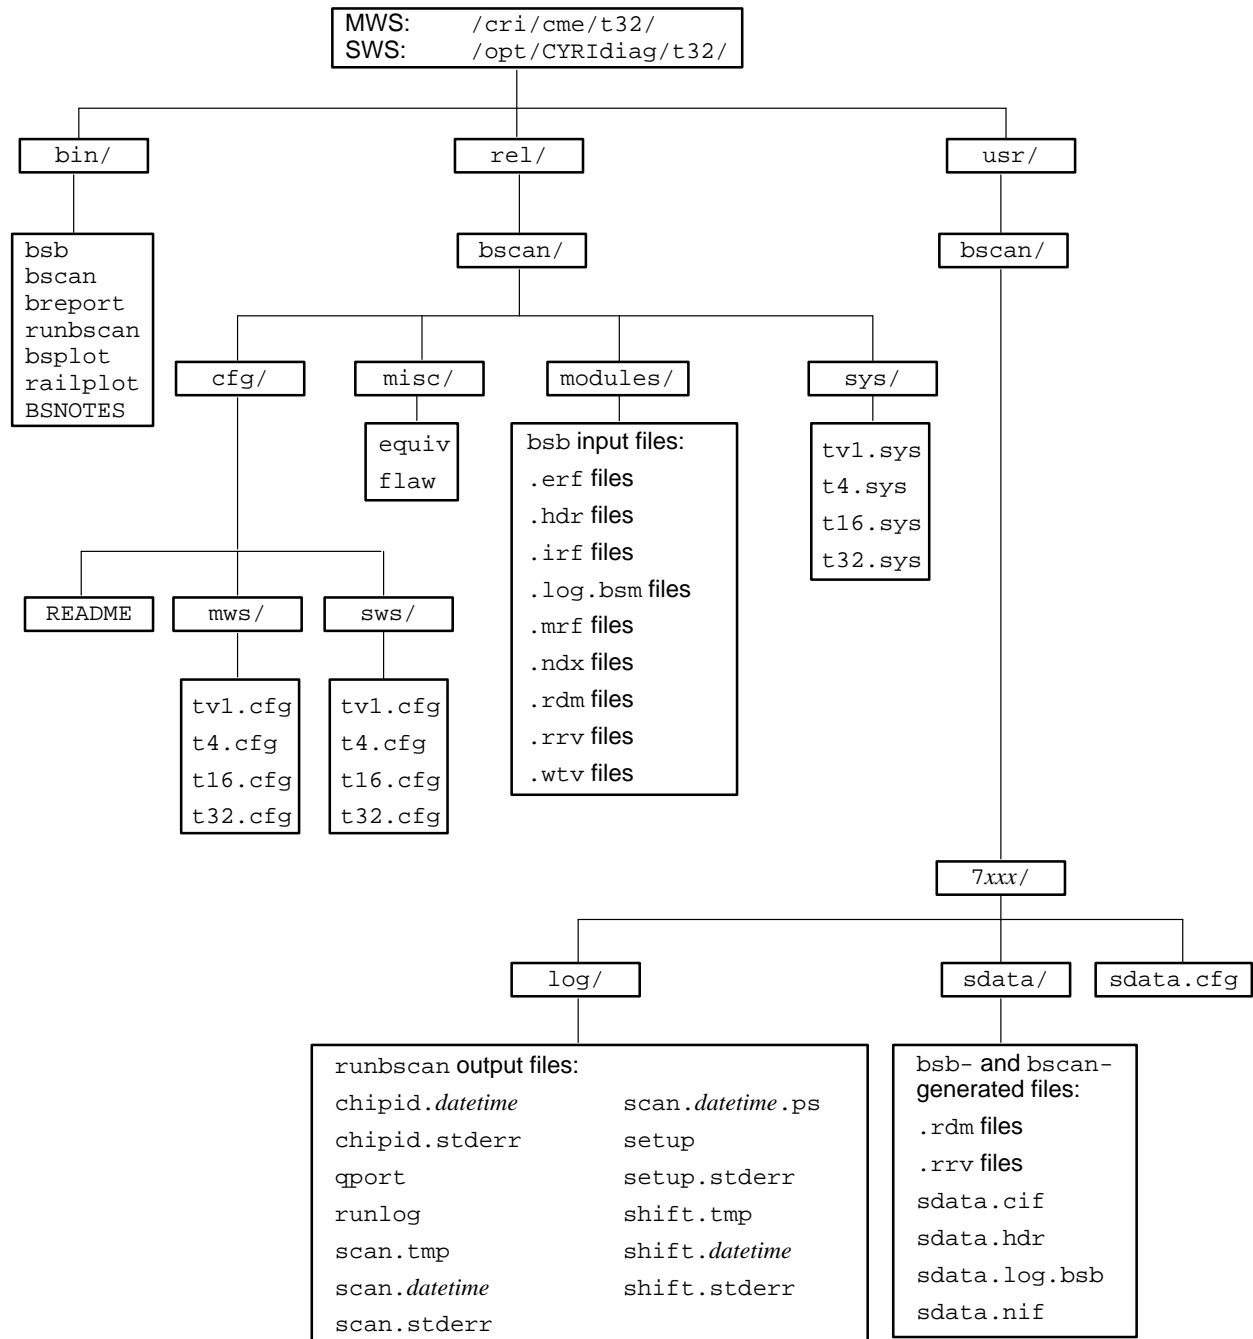 MWS: /cri/cme/t32/
SWS: /opt/CYRIdiag/t32/
bin/
rel/
usr/
bsb
bscan
breport
runbscan
bsplot
railplot
BSNOTES
bscan/
bscan/
cfg/
misc/
modules/
sys/
equiv
flaw
bsb input files:
.erf files
.hdr files
.irf files
.log.bsm files
.mrf files
.ndx files
.rdm files
.rrv files
.wtv files
tv1.sys
t4.sys
t16.sys
t32.sys
README
mws/
sws/
tv1.cfg
t4.cfg
t16.cfg
t32.cfg
tv1.cfg
t4.cfg
t16.cfg
t32.cfg
7xxx/
log/
sdata/
sdata.cfg
runbscan output files:
chipid.datetime
chipid.stderr
qport
runlog
scan.tmp
scan.datetime
scan.stderr
scan.datetime.ps
setup
setup.stderr
shift.tmp
shift.datetime
shift.stderr
bsb- and bscan-
generated files:
.rdm files
.rrv files
sdata.cif
sdata.hdr
sdata.log.bsb
sdata.nif